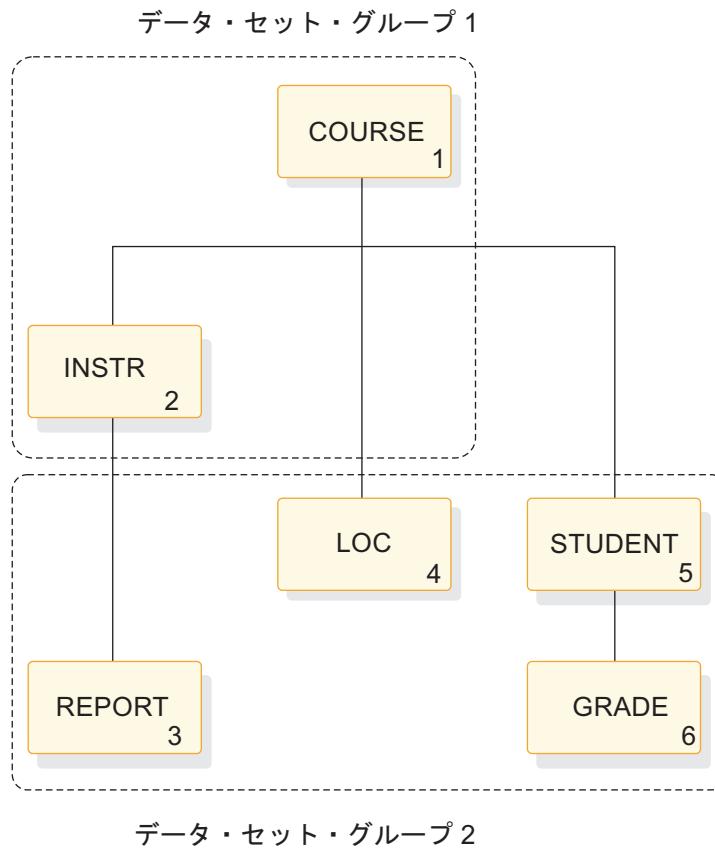 データ・セット・グループ 1
COURSE
1
INSTR
2
LOC
4
STUDENT
5
REPORT
3
GRADE
6
データ・セット・グループ 2